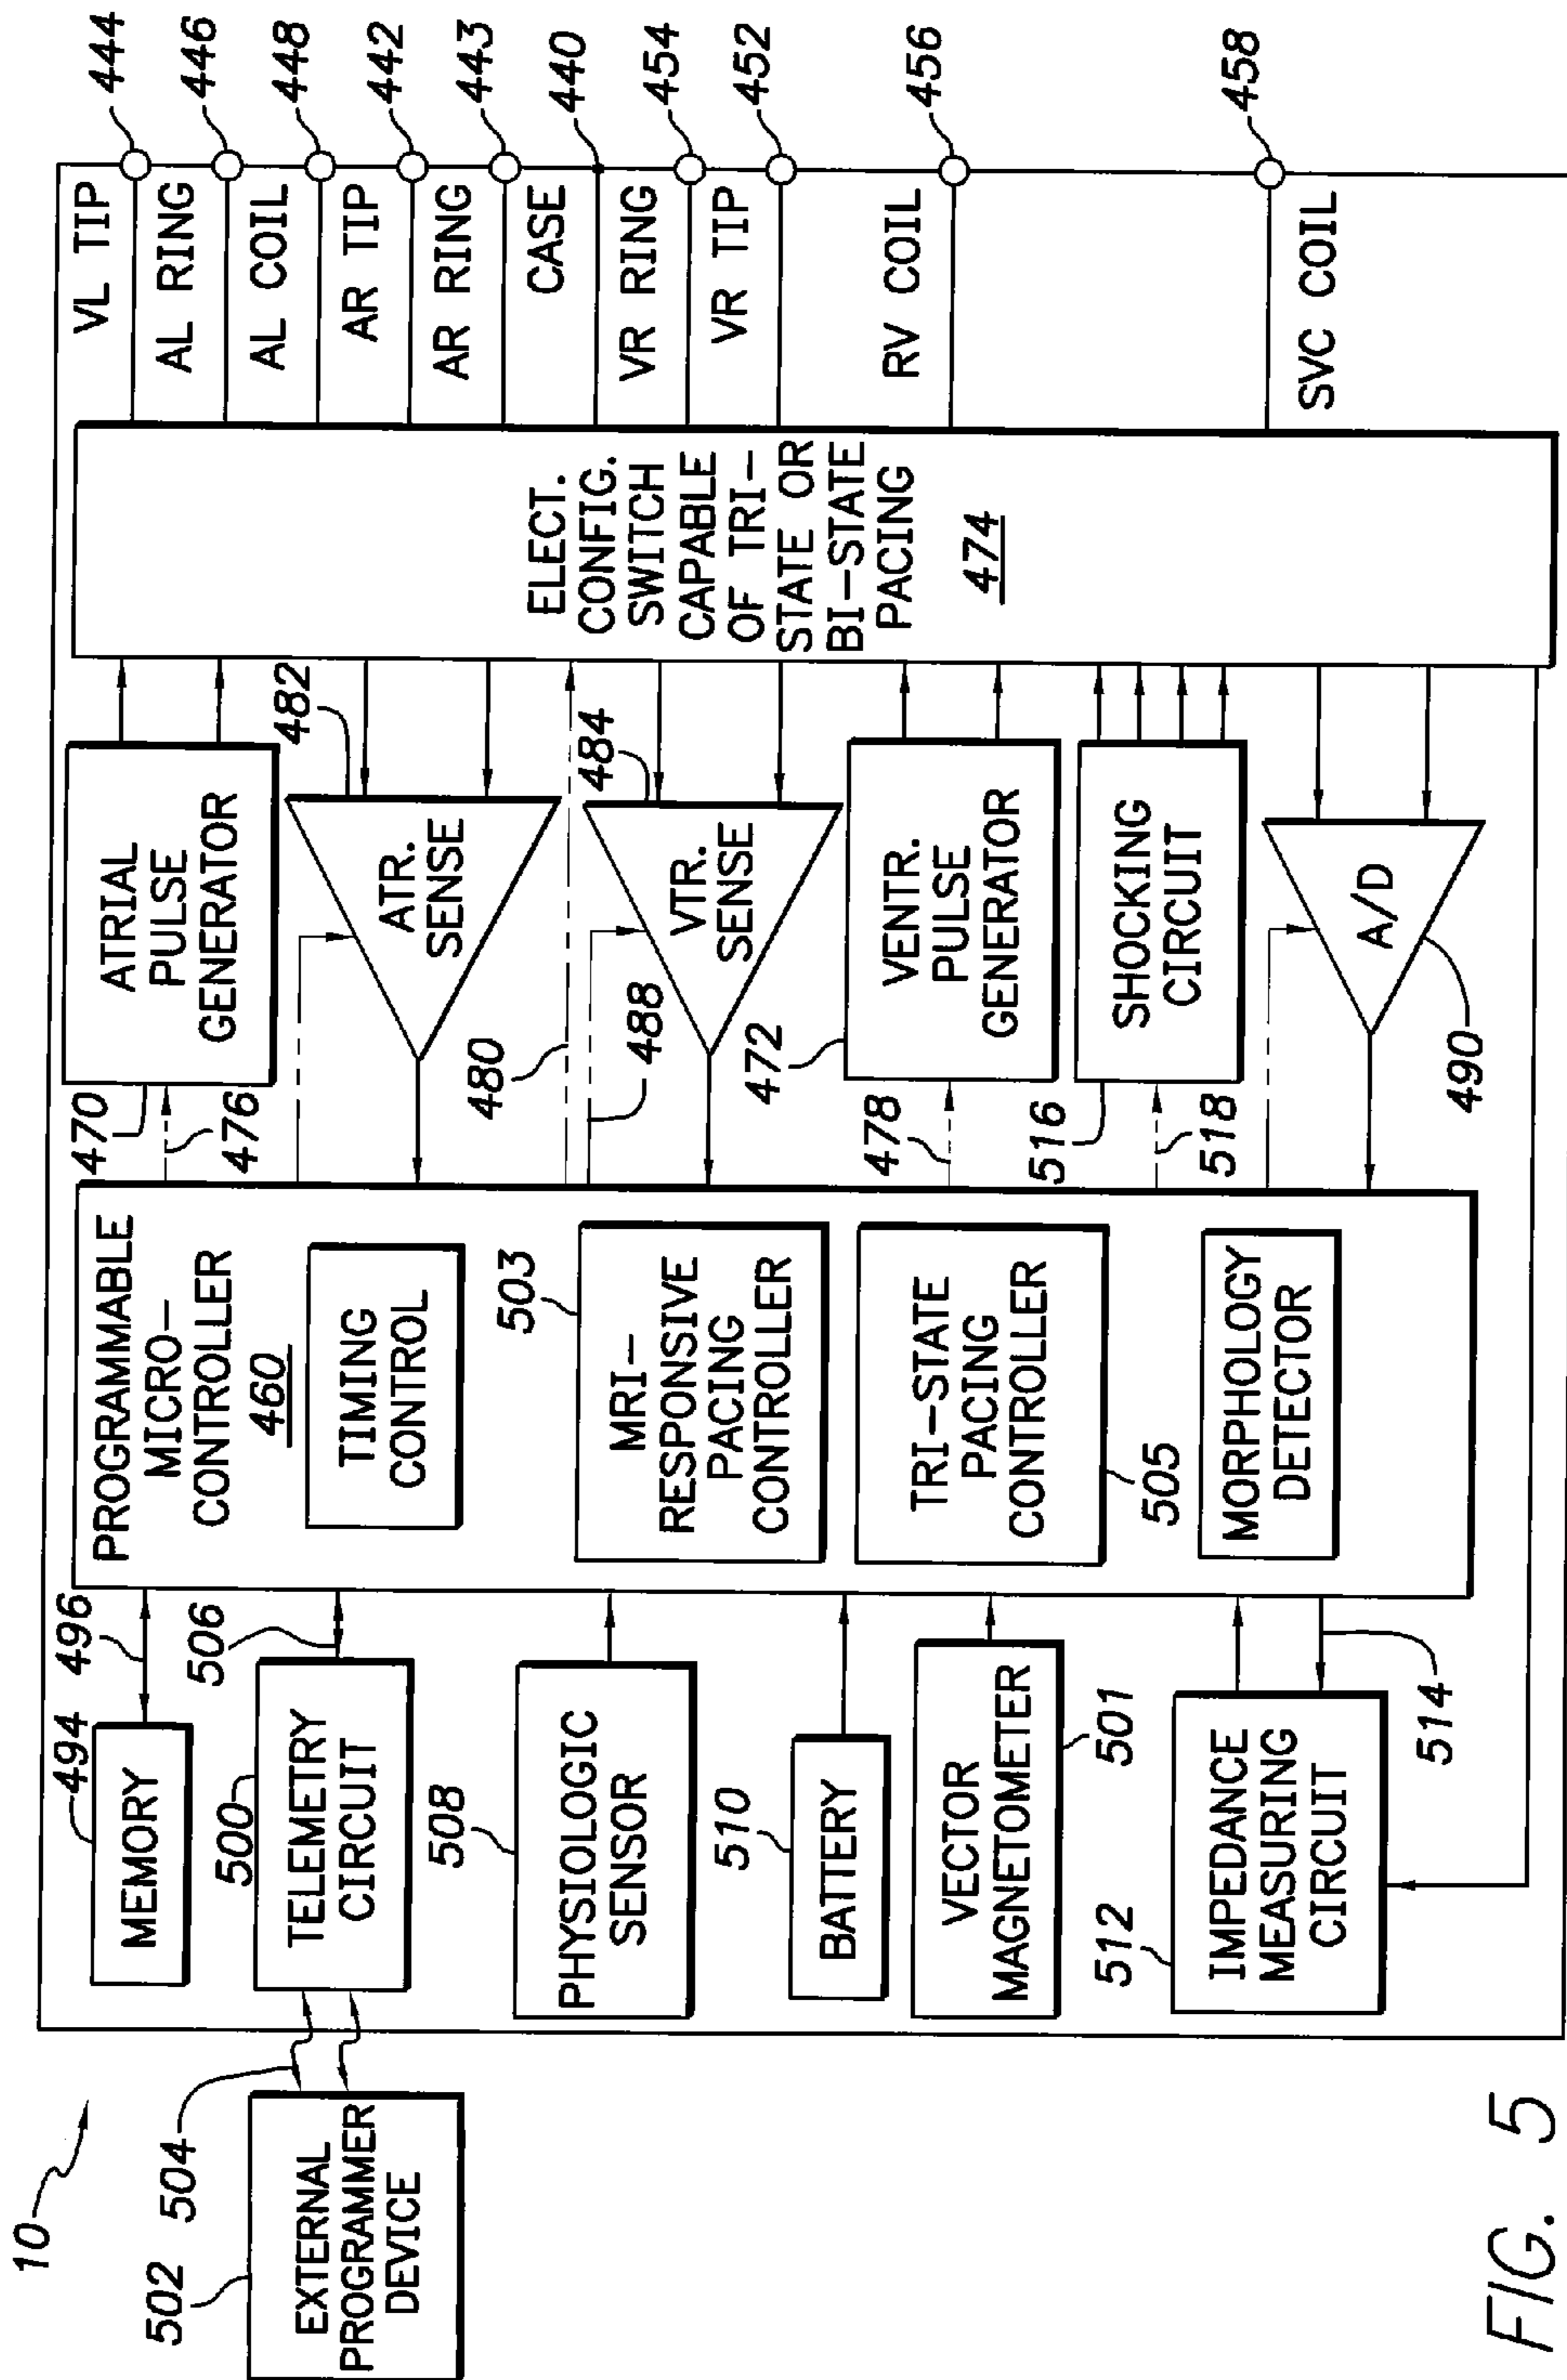 10
502
504
EXTERNAL
PROGRAMER
DEVICE
494
MEMORY
496
500
TELEMETRY
CIRCUIT
506
508
PHYSIOLOGIC
SENSOR
510
BATTERY
VECTOR
MAGNETOMETER
501
512
IMPEDANCE
MEASURING
CIRCUIT
514
PROGRAMMABLE
MICRO-
CONTROLLER
460
TIMING
CONTROL
503
MRI-
RESPONSIVE
PACING
CONTROLLER
TRI-STATE
PACING
CONTROLLER
505
MORPHOLOGY
DETECTOR
470
476
ATRIAL
PULSE
GENERATOR
482
ATR.
SENSE
480
488
484
VTR.
SENSE
472
478
VENTR.
PULSE
GENERATOR
516
518
SHOCKING
CIRCUIT
A/D
490
ELECT.
CONFIG.
SWITCH
CAPABLE
OF TRI-
STATE OR
BI-STATE
PACING
474
VL TIP
444
AL RING
446
AL COIL
448
AR TIP
442
AR RING
443
CASE
440
VR RING
454
VR TIP
452
RV COIL
456
SVC COIL
458
FIG. 5